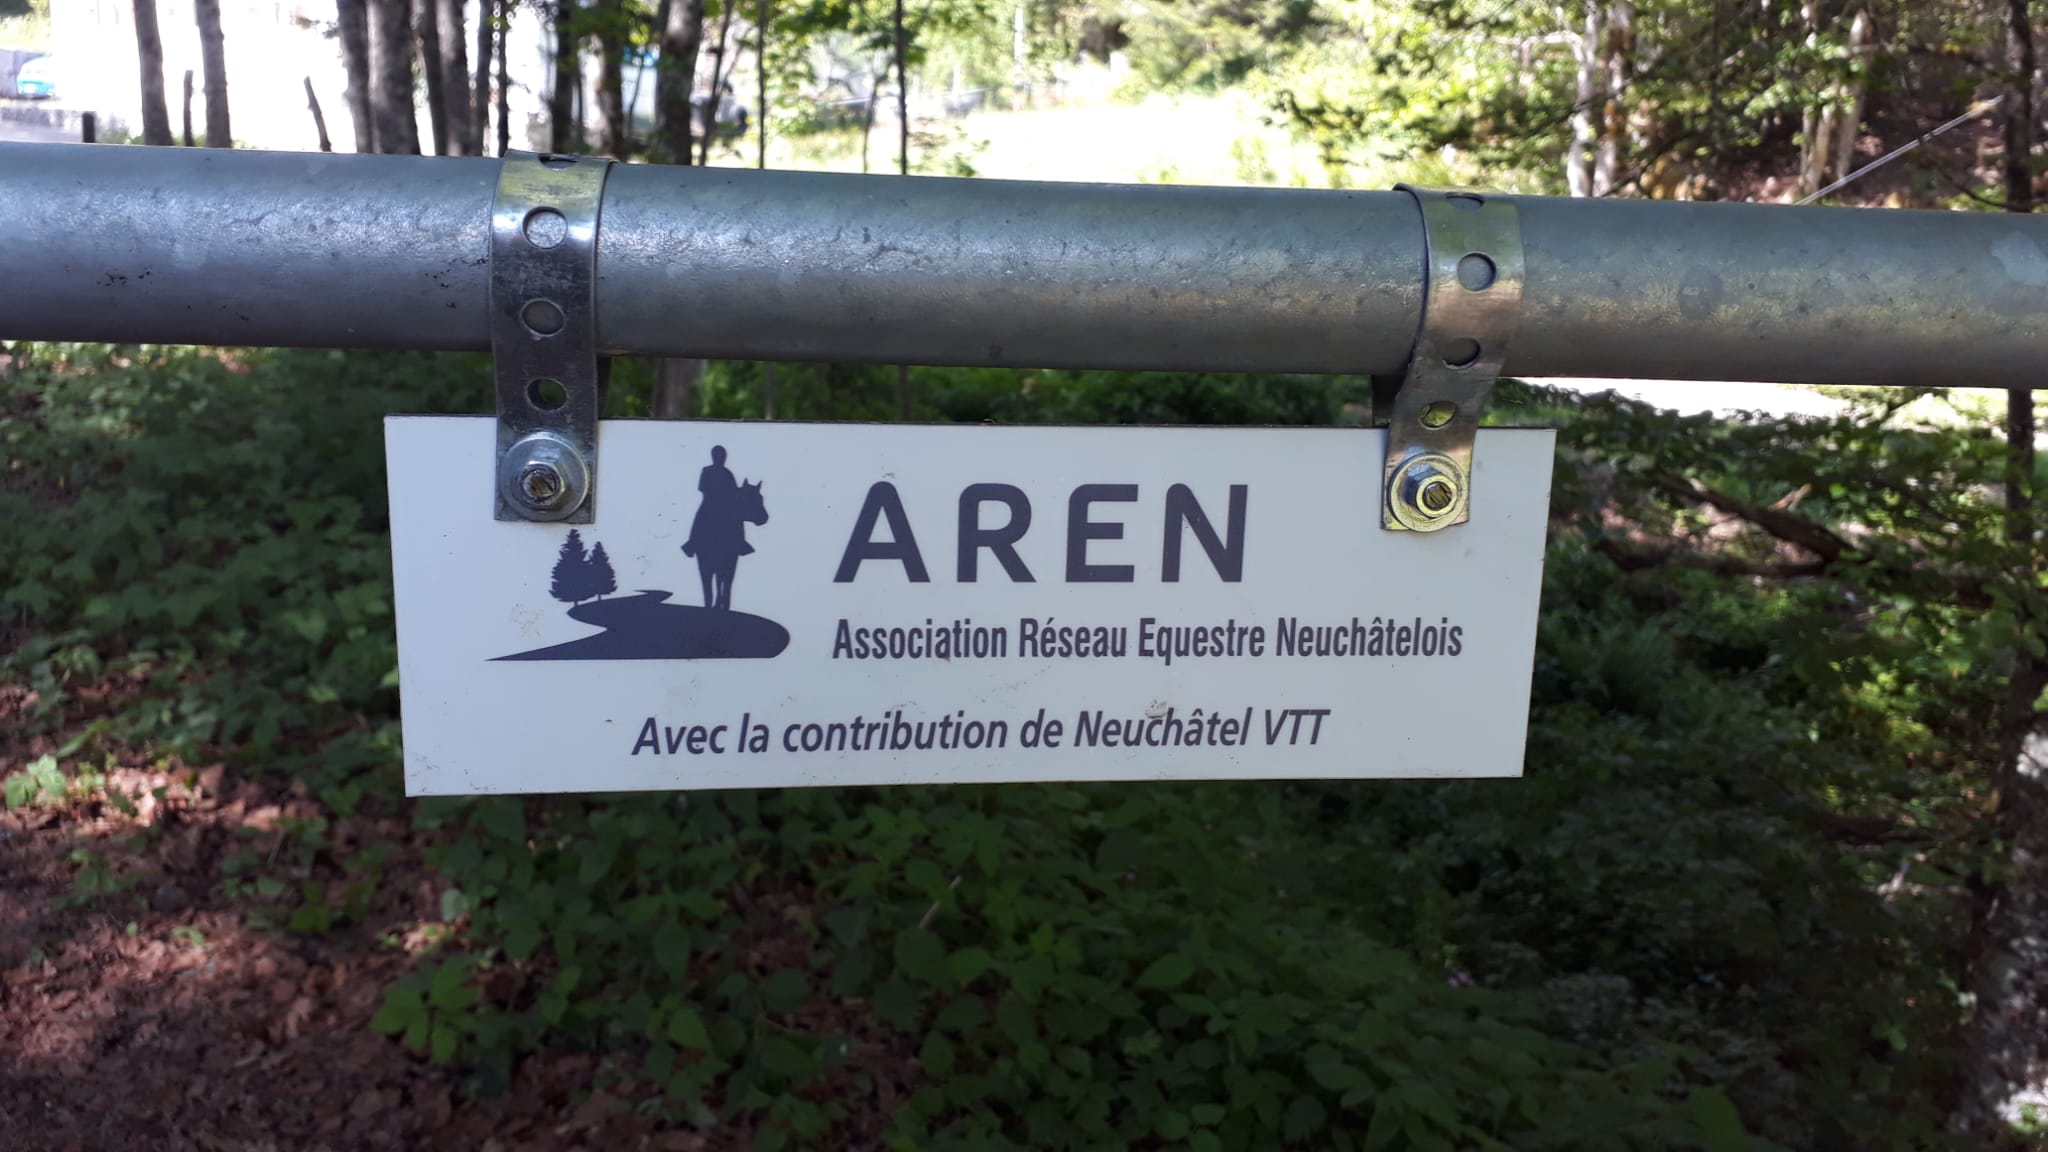 AREN
Association Réseau Equestre Neuchâtelois
Avec la contribution de Neuchâtel VTT